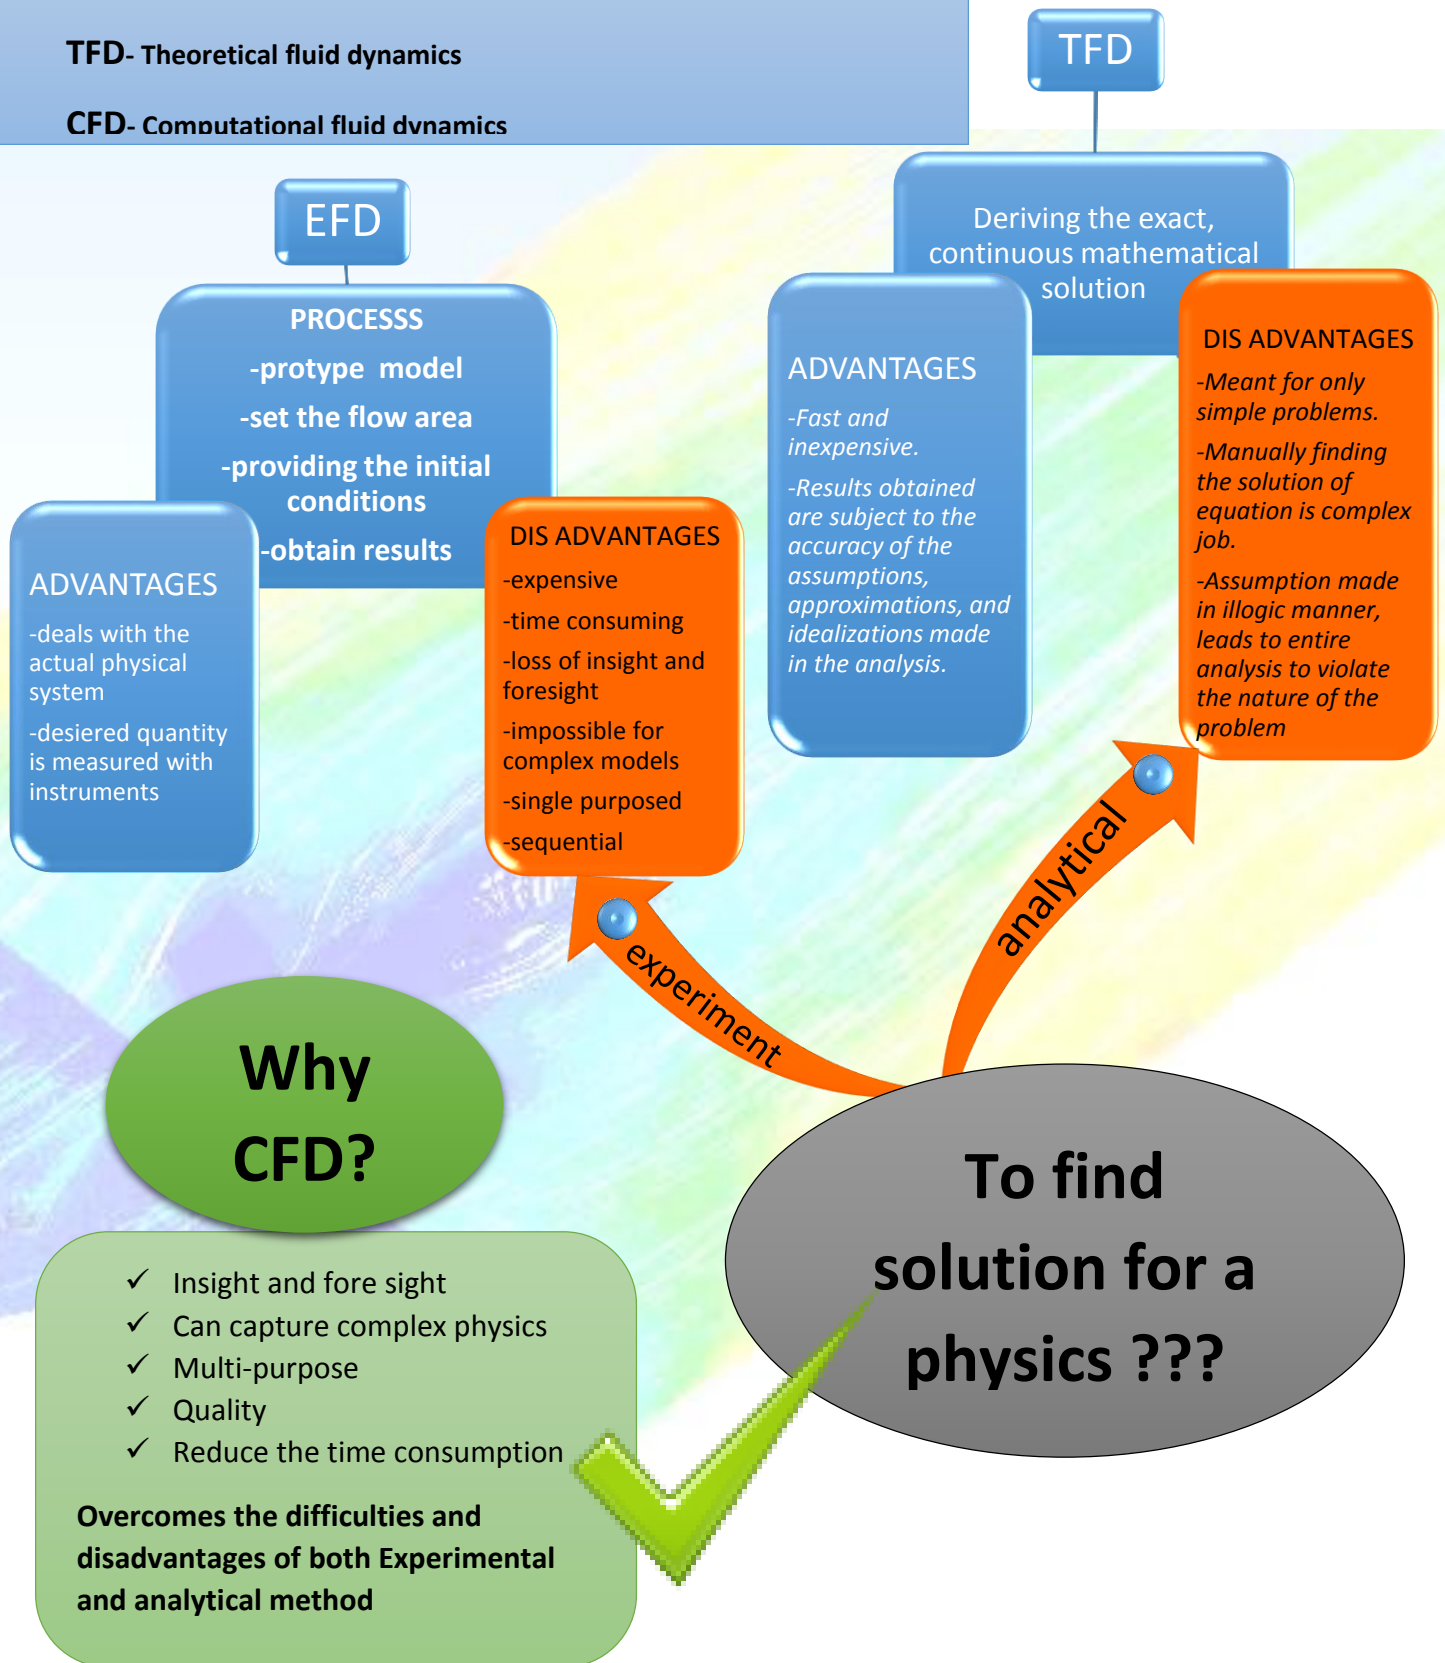 TFD- Theoretical fluid dynamics
CFD- Computational fluid dynamics
TFD
Deriving the exact,
continuous mathematical
solution
ADVANTAGES
-Fast and
inexpensive.
-Results obtained
are subject to the
accuracy of the
assumptions,
approximations, and
idealizations made
in the analysis.
DIS ADVANTAGES
-Meant for only
simple problems.
-Manually finding
the solution of
equation is complex
job.
-Assumption made
in illogic manner,
leads to entire
analysis to violate
the nature of the
problem
EFD
PROCESSS
-protype model
-set the flow area
-providing the initial
conditions
-obtain results
ADVANTAGES
-deals with the
actual physical
system
-desiered quantity
is measured with
instruments
DIS ADVANTAGES
-expensive
-time consuming
-loss of insight and
foresight
-impossible for
complex models
-single purposed
-sequential
experiment
analytical
Why
CFD?
✓ Insight and fore sight
✓ Can capture complex physics
✓ Multi-purpose
✓ Quality
✓ Reduce the time consumption
Overcomes the difficulties and
disadvantages of both Experimental
and analytical method
To find
solution for a
physics ???